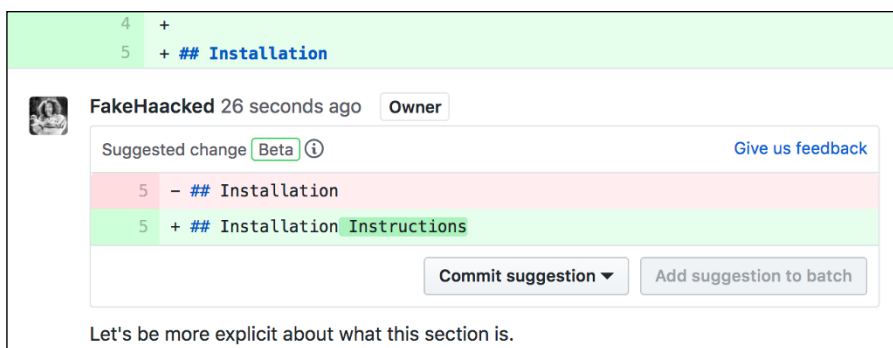 4 +
5 + ## Installation
FakeHaacked 26 seconds ago Owner
Suggested change Beta Give us feedback
5 - ## Installation
5 + ## Installation Instructions
Commit suggestion Add suggestion to batch
Let's be more explicit about what this section is.